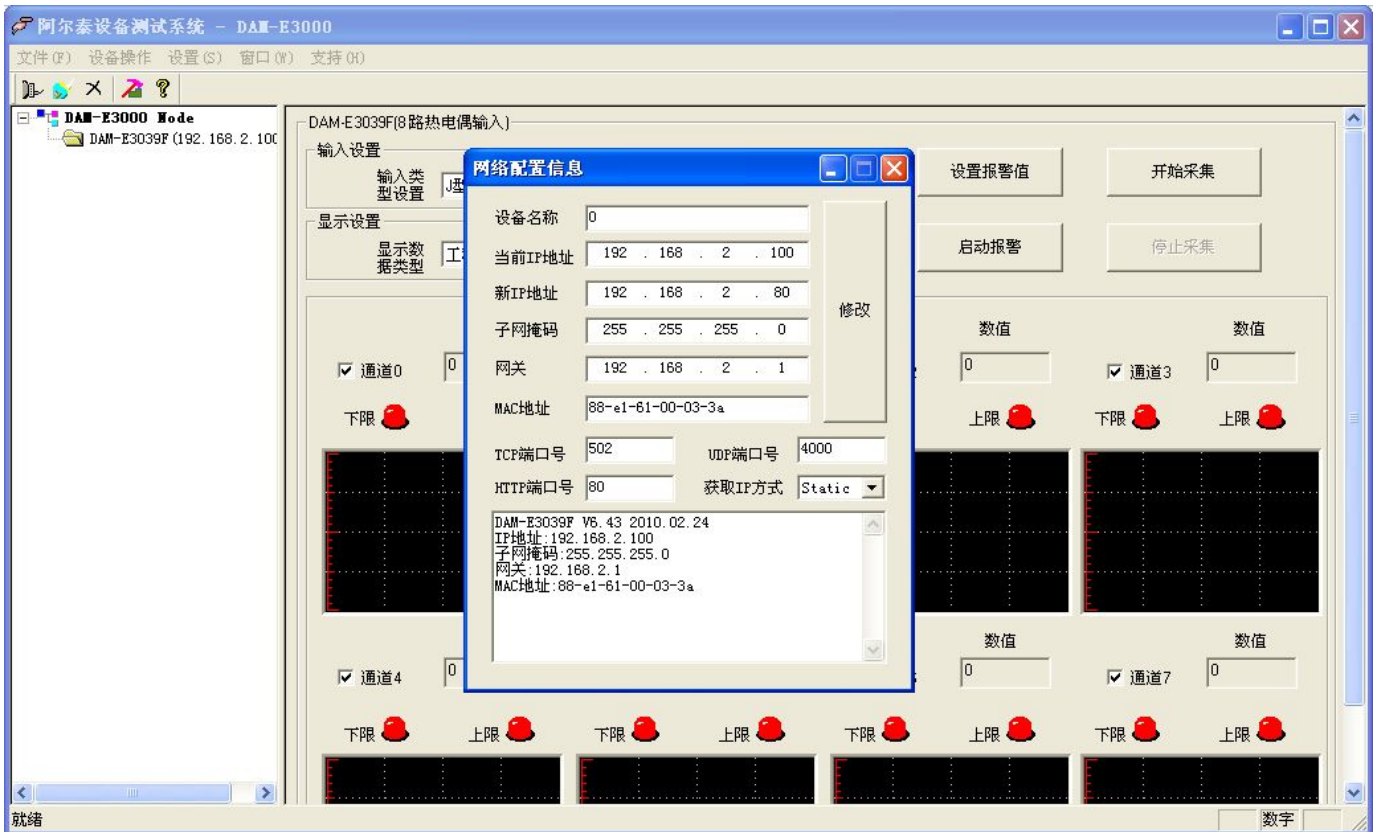 阿尔泰设备测试系统 - DAM-E3000
文件(F) 设备操作 设置(S) 窗口(W) 支持(H)
DAM-E3000 Node
DAM-E3039F(192.168.2.100
DAM-E3039F(8路热电偶输入)
输入设置
输入类
型设置
J型
显示设置
显示数
据类型
设置报警值
开始采集
启动报警
停止采集
网络配置信息
设备名称 0
当前IP地址 192 . 168 . 2 . 100
新IP地址 192 . 168 . 2 . 80
子网掩码 255 . 255 . 255 . 0
网关 192 . 168 . 2 . 1
MAC地址 88-e1-61-00-03-3a
修改
TCP端口号 502 UDP端口号 4000
HTTP端口号 80 获取IP方式 Static
DAM-E3039F V6.43 2010.02.24
IP地址:192.168.2.100
子网掩码:255.255.255.0
网关:192.168.2.1
MAC地址:88-e1-61-00-03-3a
数值 数值
通道0 0 0 通道3 0
下限 上限 下限 上限
数值 数值
通道4 0 0 通道7 0
下限 上限 下限 上限 下限 上限 下限 上限
就绪
数字